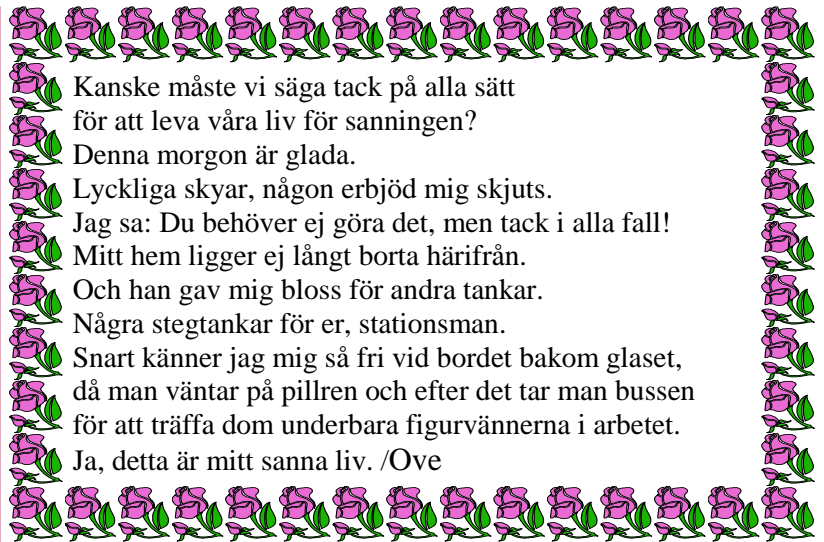 Kanske måste vi säga tack på alla sätt
för att leva våra liv för sanningen?
Denna morgon är glada.
Lyckliga skyar, någon erbjöd mig skjuts.
Jag sa: Du behöver ej göra det, men tack i alla fall!
Mitt hem ligger ej långt borta härifrån.
Och han gav mig bloss för andra tankar.
Några stegtankar för er, stationsman.
Snart känner jag mig så fri vid bordet bakom glaset,
då man väntar på pillren och efter det tar man bussen
för att träffa dom underbara figurvännerna i arbetet.
Ja, detta är mitt sanna liv. /Ove